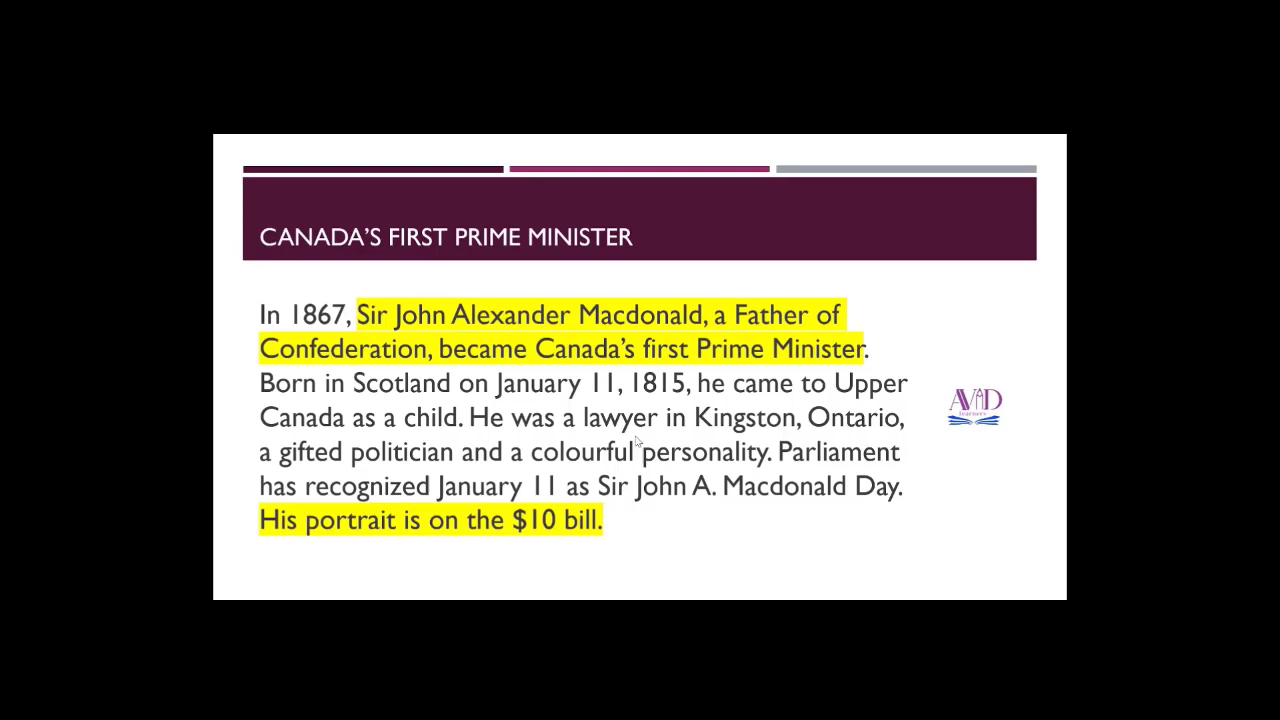 CANADA’S FIRST PRIME MINISTER
In 1867, Sir John Alexander Macdonald, a Father of
Confederation, became Canada’s first Prime Minister.
Born in Scotland on January 11, 1815, he came to Upper
Canada as a child. He was a lawyer in Kingston, Ontario,
a gifted politician and a colourful personality. Parliament
has recognized January 11 as Sir John A. Macdonald Day.
His portrait is on the $10 bill.
AViD
learners